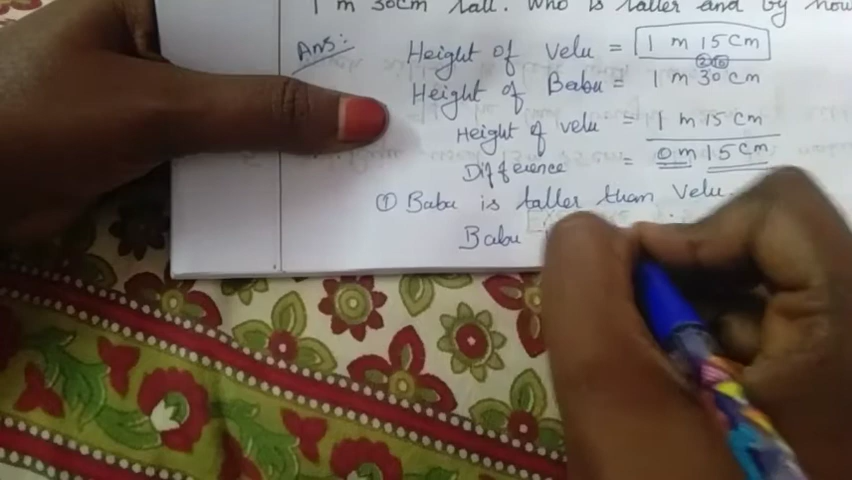 1 m 30cm tall. Who is taller and by how
Ans: Height of Velu = 1 m 15 cm
2 10
Height of Babu = 1 m 30 cm
Height of velu = 1 m 15 cm
Difference = 0 m 15 cm
① Babu is taller than Velu.
Babu